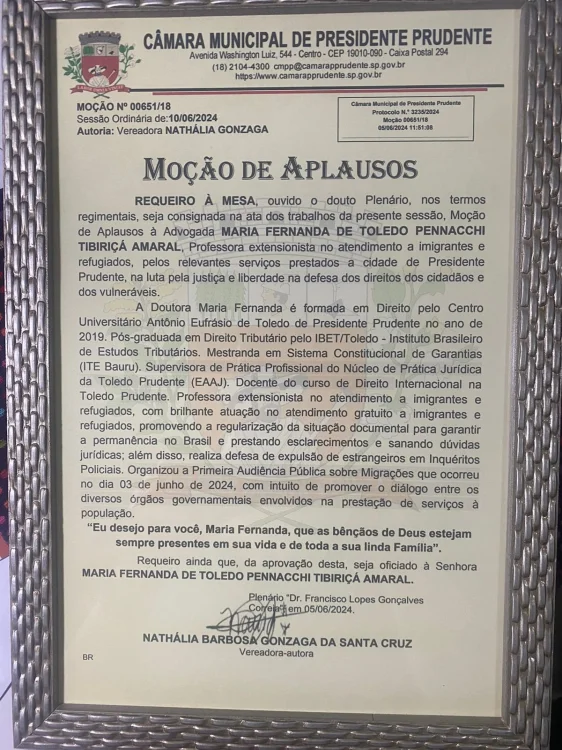 CÂMARA MUNICIPAL DE PRESIDENTE PRUDENTE
Avenida Washington Luiz, 544 - Centro - CEP 19010-090 - Caixa Postal 294
(18) 2104-4300 cmpp@camarapprudente.sp.gov.br
https://www.camarapprudente.sp.gov.br
MOÇÃO Nº 00651/18
Sessão Ordinária de:10/06/2024
Autoria: Vereadora NATHÁLIA GONZAGA
Câmara Municipal de Presidente Prudente
Protocolo N.º 3235/2024
Moção 00651/18
05/06/2024 11:51:08
MOÇÃO DE APLAUSOS
REQUEIRO À MESA, ouvido o douto Plenário, nos termos
regimentais, seja consignada na ata dos trabalhos da presente sessão, Moção
de Aplausos à Advogada MARIA FERNANDA DE TOLEDO PENNACCHI
TIBIRIÇÁ AMARAL, Professora extensionista no atendimento a imigrantes e
refugiados, pelos relevantes serviços prestados a cidade de Presidente
Prudente, na luta pela justiça e liberdade na defesa dos direitos dos cidadãos e
dos vulneráveis.
A Doutora Maria Fernanda é formada em Direito pelo Centro
Universitário Antônio Eufrásio de Toledo de Presidente Prudente no ano de
2019. Pós-graduada em Direito Tributário pelo IBET/Toledo - Instituto Brasileiro
de Estudos Tributários. Mestranda em Sistema Constitucional de Garantias
(ITE Bauru). Supervisora de Prática Profissional do Núcleo de Prática Jurídica
da Toledo Prudente (EAAJ). Docente do curso de Direito Internacional na
Toledo Prudente. Professora extensionista no atendimento a imigrantes e
refugiados, com brilhante atuação no atendimento gratuito a imigrantes e
refugiados, promovendo a regularização da situação documental para garantir
a permanência no Brasil e prestando esclarecimentos e sanando dúvidas
jurídicas; além disso, realiza defesa de expulsão de estrangeiros em Inquéritos
Policiais. Organizou a Primeira Audiência Pública sobre Migrações que ocorreu
no dia 03 de junho de 2024, com intuito de promover o diálogo entre os
diversos órgãos governamentais envolvidos na prestação de serviços à
população.
“Eu desejo para você, Maria Fernanda, que as bênçãos de Deus estejam
sempre presentes em sua vida e de toda a sua linda Família”.
Requeiro ainda que, da aprovação desta, seja oficiado à Senhora
MARIA FERNANDA DE TOLEDO PENNACCHI TIBIRIÇÁ AMARAL.
Plenário "Dr. Francisco Lopes Gonçalves
Correia", em 05/06/2024.
NATHÁLIA BARBOSA GONZAGA DA SANTA CRUZ
Vereadora-autora
BR